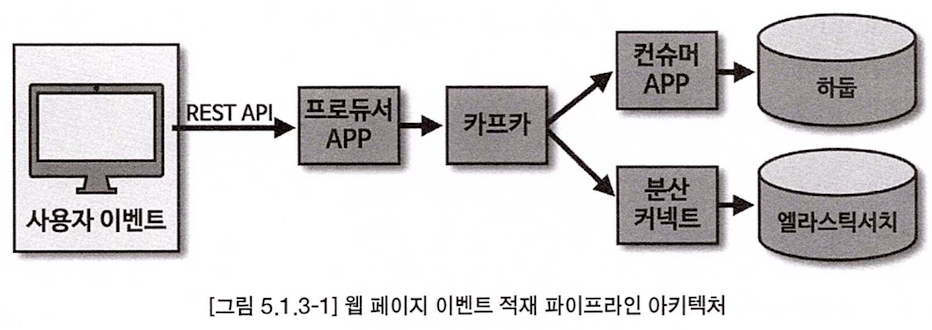 사용자 이벤트
REST API
프로듀서
APP
카프카
컨슈머
APP
하둡
분산
커넥트
엘라스틱서치
[그림 5.1.3-1] 웹 페이지 이벤트 적재 파이프라인 아키텍처